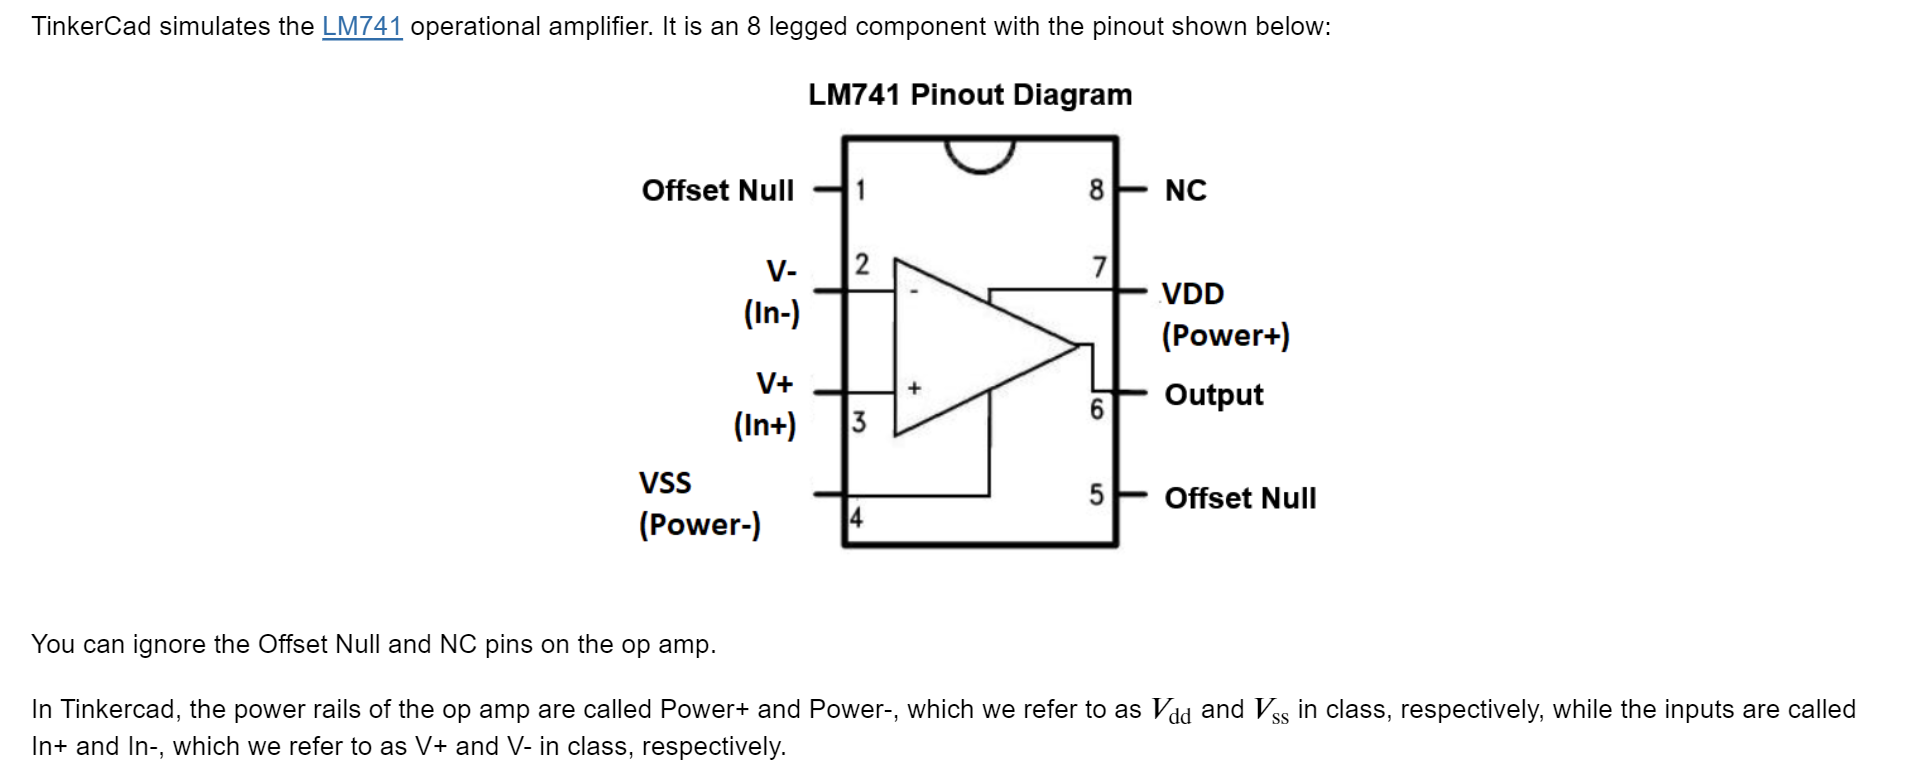 TinkerCad simulates the LM741 operational amplifier. It is an 8 legged component with the pinout shown below:
LM741 Pinout Diagram
Offset Null
1
8
NC
V-
(In-)
2
7
VDD
(Power+)
-
V+
(In+)
3
+
6
Output
VSS
(Power-)
4
5
Offset Null
You can ignore the Offset Null and NC pins on the op amp.
In Tinkercad, the power rails of the op amp are called Power+ and Power-, which we refer to as Vdd and Vss in class, respectively, while the inputs are called
In+ and In-, which we refer to as V+ and V- in class, respectively.